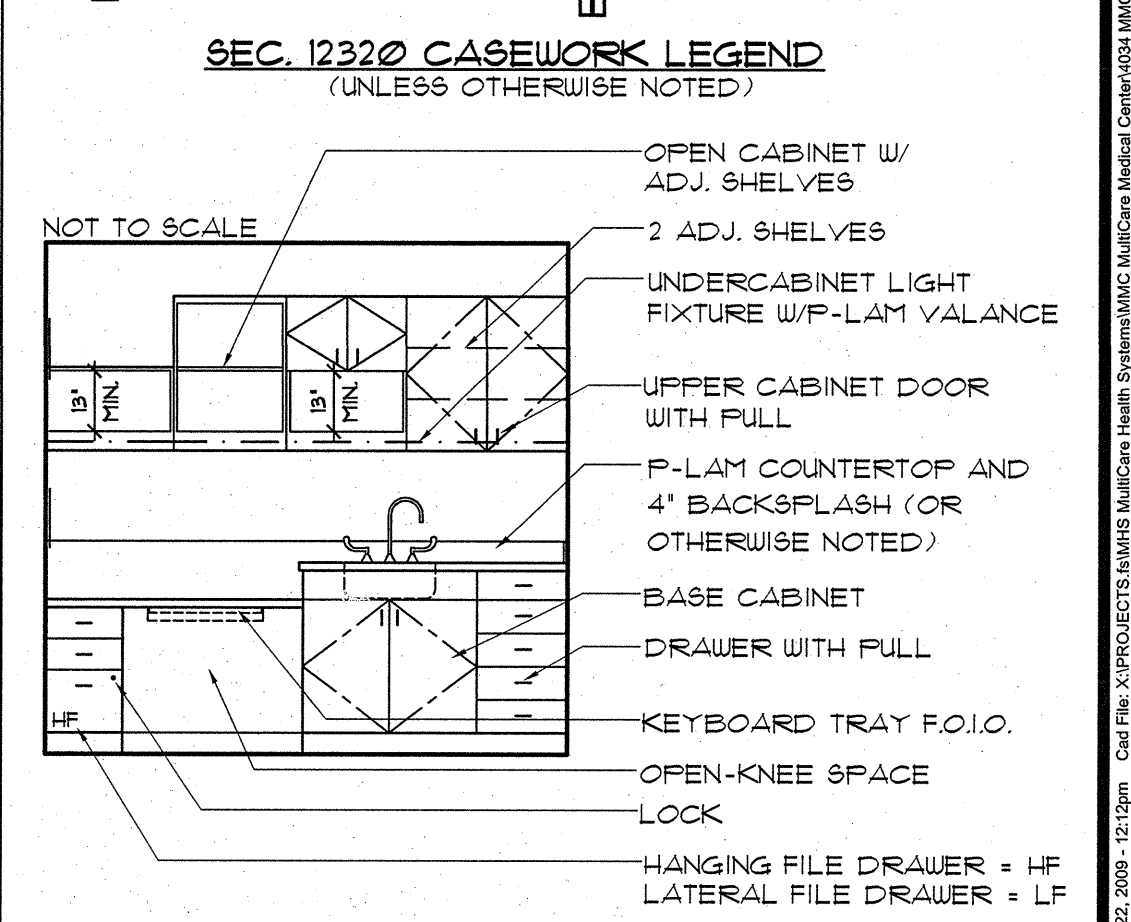 SEC. 12320 CASEWORK LEGEND
(UNLESS OTHERWISE NOTED)
OPEN CABINET W/
ADJ. SHELVES
NOT TO SCALE
2 ADJ. SHELVES
UNDERCABINET LIGHT
FIXTURE W/P-LAM VALANCE
13"
MIN.
13"
MIN.
UPPER CABINET DOOR
WITH PULL
P-LAM COUNTERTOP AND
4" BACKSPLASH (OR
OTHERWISE NOTED)
BASE CABINET
DRAWER WITH PULL
HF
KEYBOARD TRAY F.O.I.O.
OPEN-KNEE SPACE
LOCK
HANGING FILE DRAWER = HF
LATERAL FILE DRAWER = LF
22, 2009 - 12:12pm Cad File: X:\PROJECTS.fs\MHS MultiCare Health Systems\MMC MultiCare Medical Center\4034 MMC